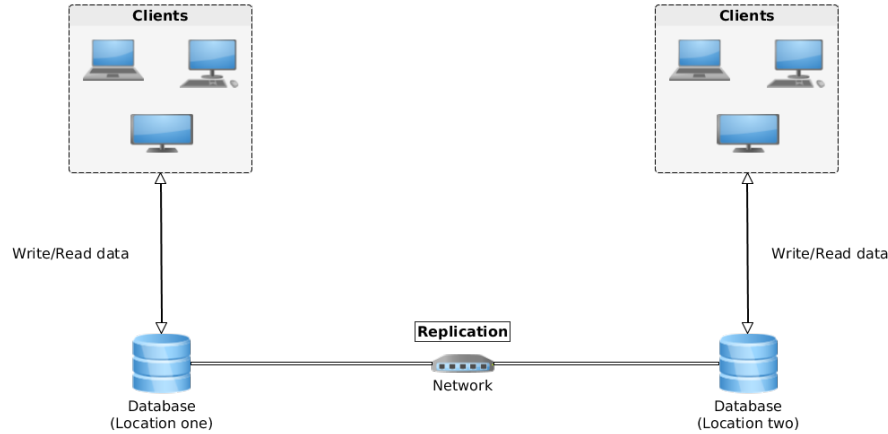 Clients
Clients
Write/Read data
Write/Read data
Replication
Network
Database
(Location one)
Database
(Location two)